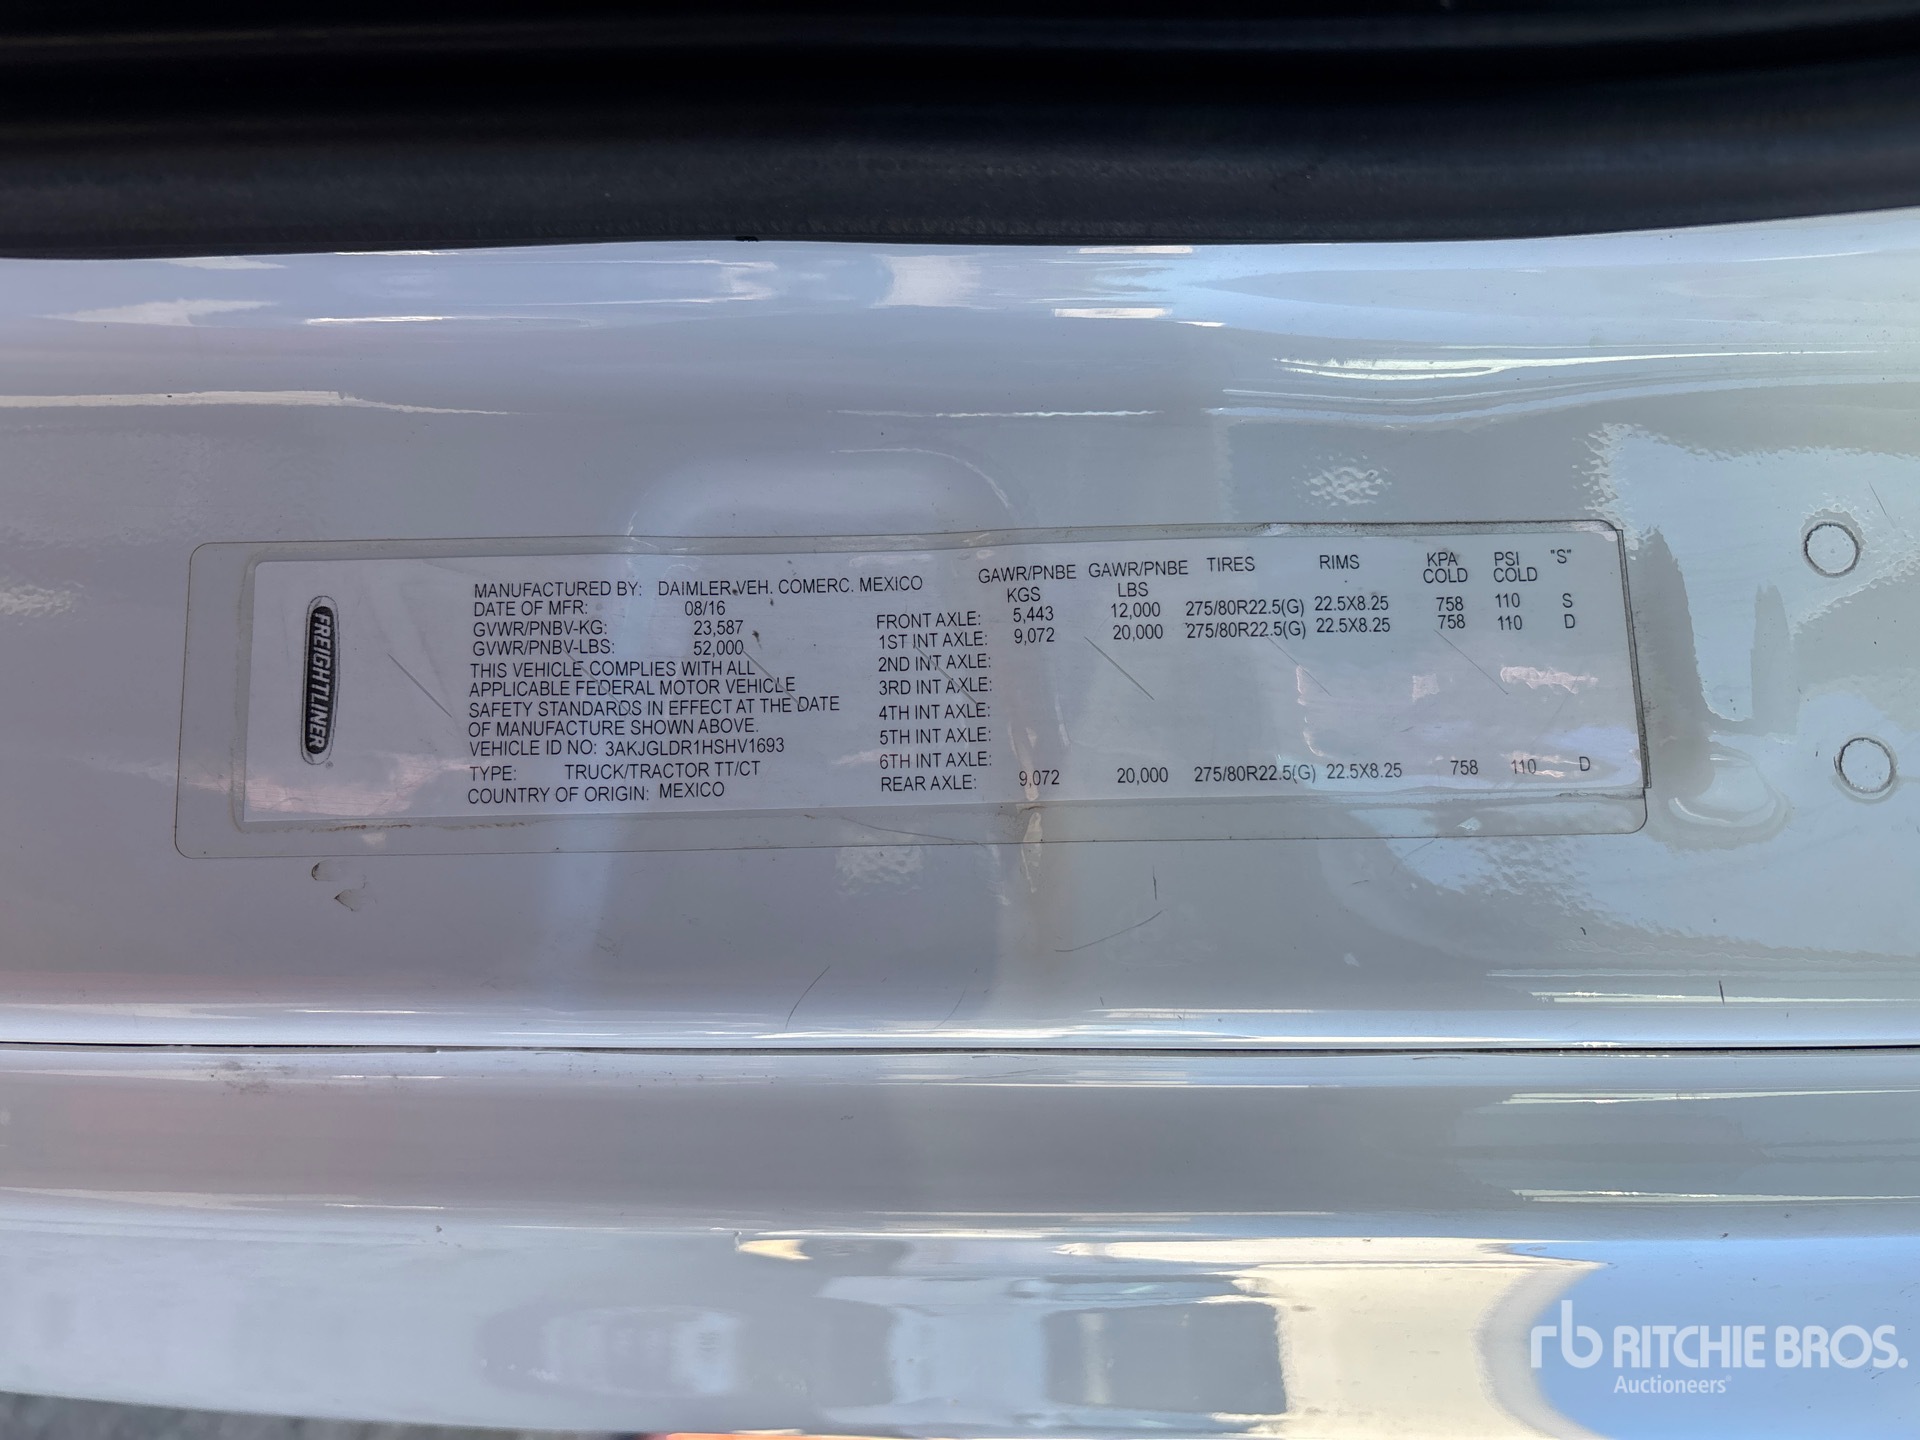 FREIGHTLINER
MANUFACTURED BY: DAIMLER VEH. COMERC. MEXICO
DATE OF MFR: 08/16
GVWR/PNBV-KG: 23,587
GVWR/PNBV-LBS: 52,000
THIS VEHICLE COMPLIES WITH ALL
APPLICABLE FEDERAL MOTOR VEHICLE
SAFETY STANDARDS IN EFFECT AT THE DATE
OF MANUFACTURE SHOWN ABOVE.
VEHICLE ID NO: 3AKJGLDR1HSHV1693
TYPE: TRUCK/TRACTOR TT/CT
COUNTRY OF ORIGIN: MEXICO
GAWR/PNBE GAWR/PNBE TIRES RIMS KPA PSI "S"
KGS LBS COLD COLD
FRONT AXLE: 5,443 12,000 275/80R22.5(G) 22.5X8.25 758 110 S
1ST INT AXLE: 9,072 20,000 275/80R22.5(G) 22.5X8.25 758 110 D
2ND INT AXLE:
3RD INT AXLE:
4TH INT AXLE:
5TH INT AXLE:
6TH INT AXLE:
REAR AXLE: 9,072 20,000 275/80R22.5(G) 22.5X8.25 758 110 D
rb RITCHIE BROS.
Auctioneers